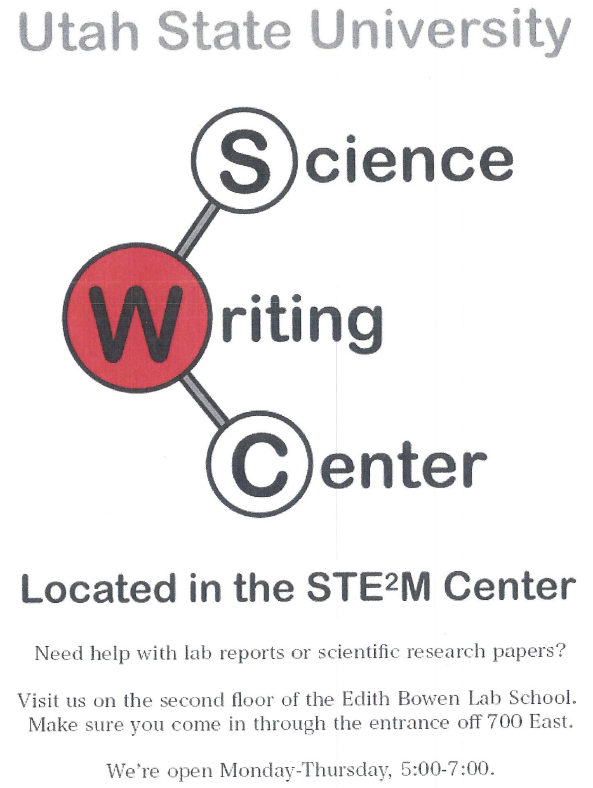 Utah State University
Science
Writing
Center
Located in the STE²M Center
Need help with lab reports or scientific research papers?
Visit us on the second floor of the Edith Bowen Lab School.
Make sure you come in through the entrance off 700 East.
We're open Monday-Thursday, 5:00-7:00.